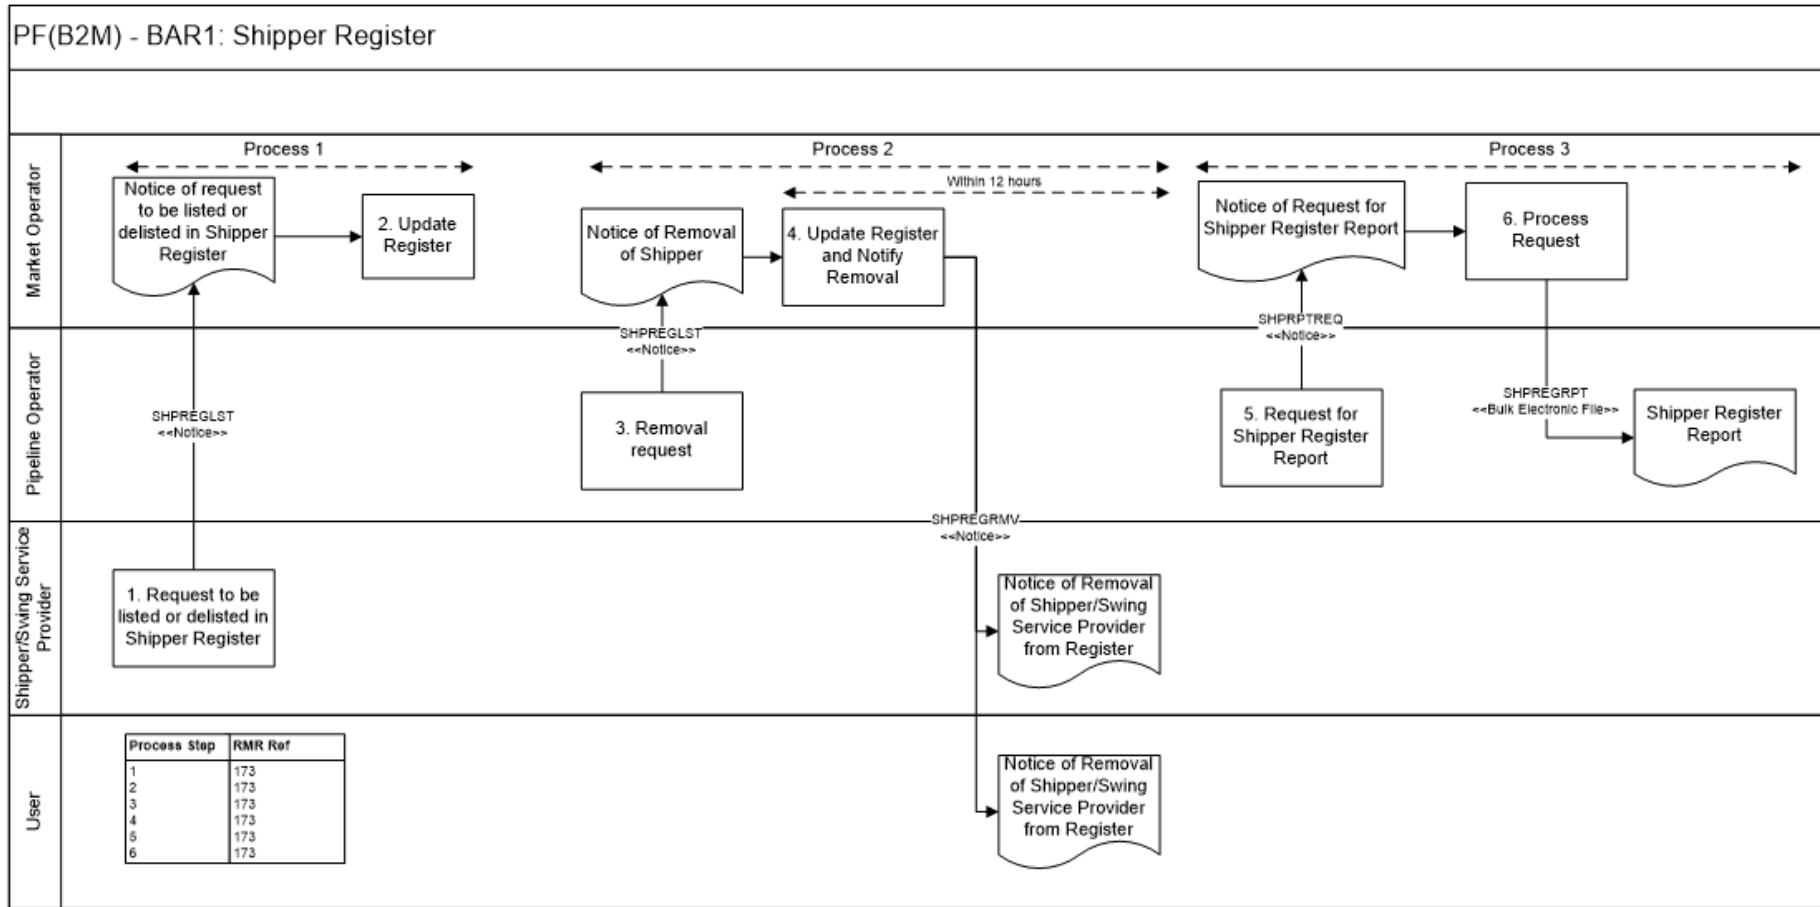 PF(B2M) - BAR1: Shipper Register
Market Operator
Process 1
Notice of request
to be listed or
delisted in Shipper
Register
2. Update
Register
Process 2
Within 12 hours
Notice of Removal
of Shipper
4. Update Register
and Notify
Removal
Process 3
Notice of Request for
Shipper Register Report
6. Process
Request
Pipeline Operator
SHPREGLST
<<Notice>>
SHPREGLST
<<Notice>>
3. Removal
request
SHPRPTREQ
<<Notice>>
5. Request for
Shipper Register
Report
SHPREGRPT
<<Bulk Electronic File>>
Shipper Register
Report
Shipper/Swing Service
Provider
1. Request to be
listed or delisted in
Shipper Register
SHPREGRMV
<<Notice>>
Notice of Removal
of Shipper/Swing
Service Provider
from Register
User
Process Step RMR Ref
1 173
2 173
3 173
4 173
5 173
6 173
Notice of Removal
of Shipper/Swing
Service Provider
from Register